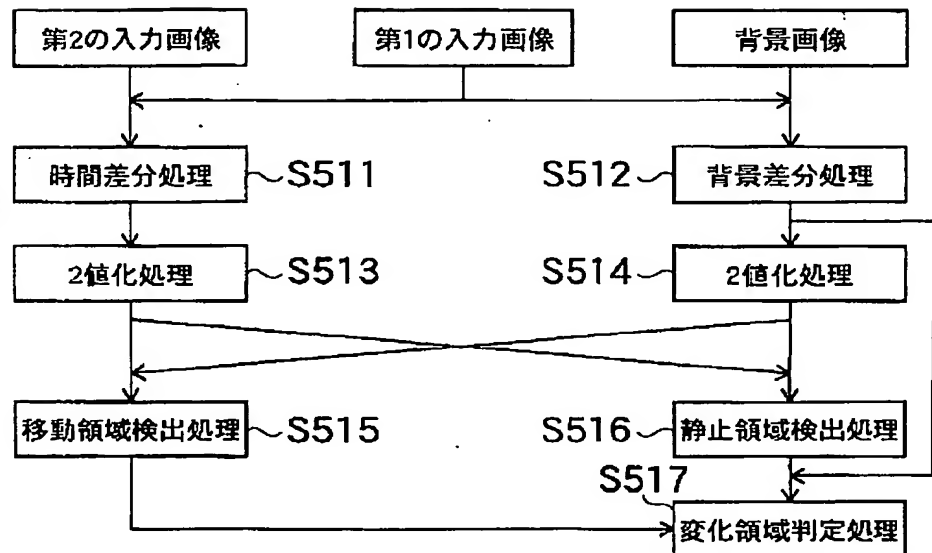 第2の入力画像
第1の入力画像
背景画像
時間差分処理
S511
S512
背景差分処理
2値化処理
S513
S514
2値化処理
移動領域検出処理
S515
S516
静止領域検出処理
S517
変化領域判定処理